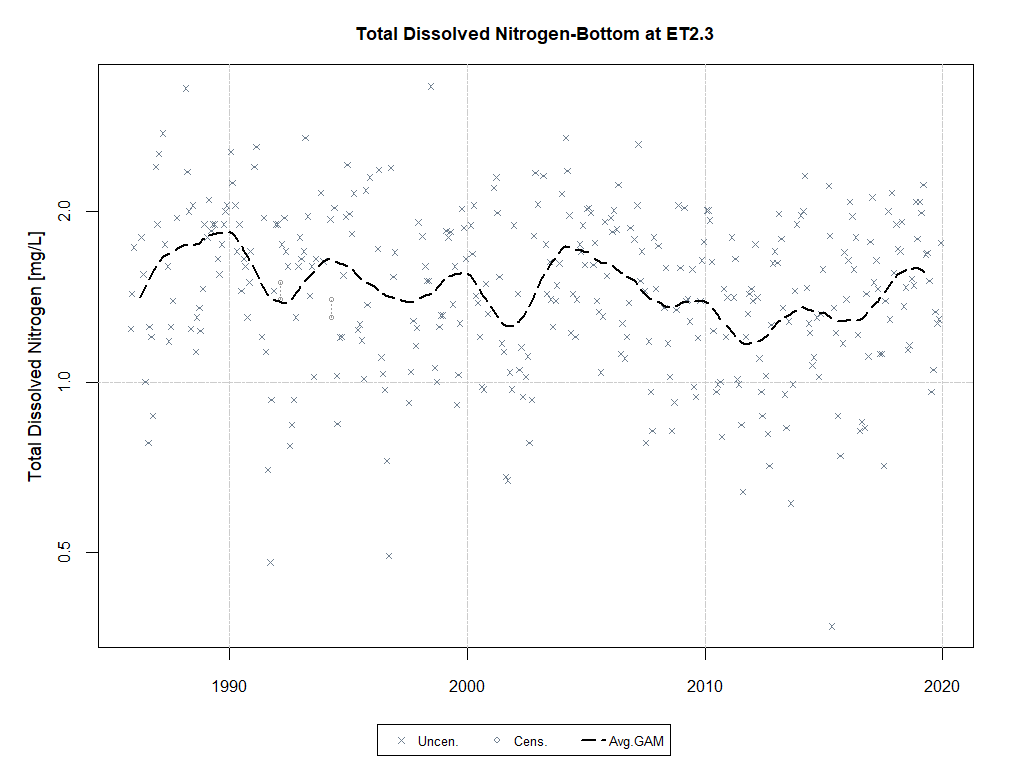 Total Dissolved Nitrogen-Bottom at ET2.3
Total Dissolved Nitrogen [mg/L]
2.0
1.0
0.5
1990 2000 2010 2020
Uncen. Cens. Avg.GAM